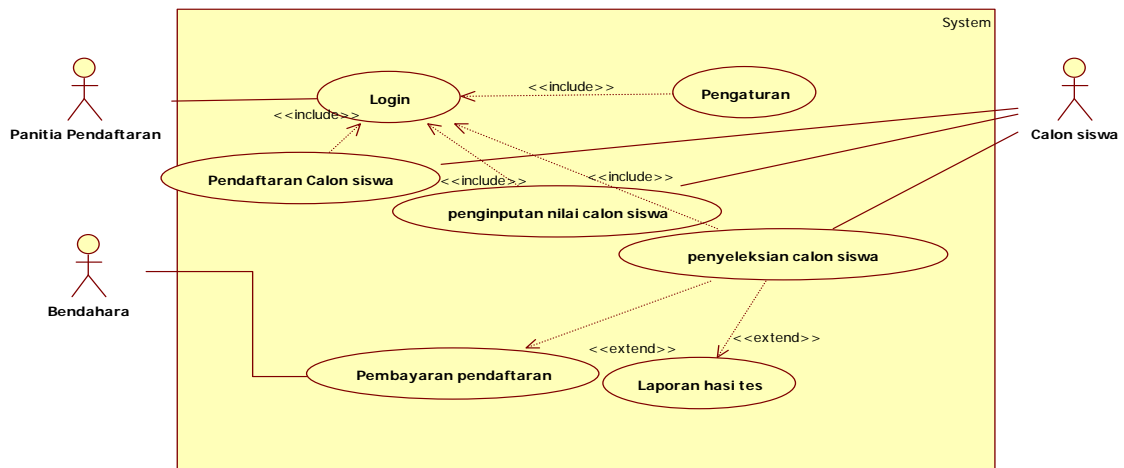 System
Login
<<include>>
Pengaturan
Panitia Pendaftaran
<<include>>
Calon siswa
Pendaftaran Calon siswa
<<include>>
<<include>>
penginputan nilai calon siswa
penyeleksian calon siswa
Bendahara
<<extend>>
<<extend>>
Pembayaran pendaftaran
Laporan hasi tes